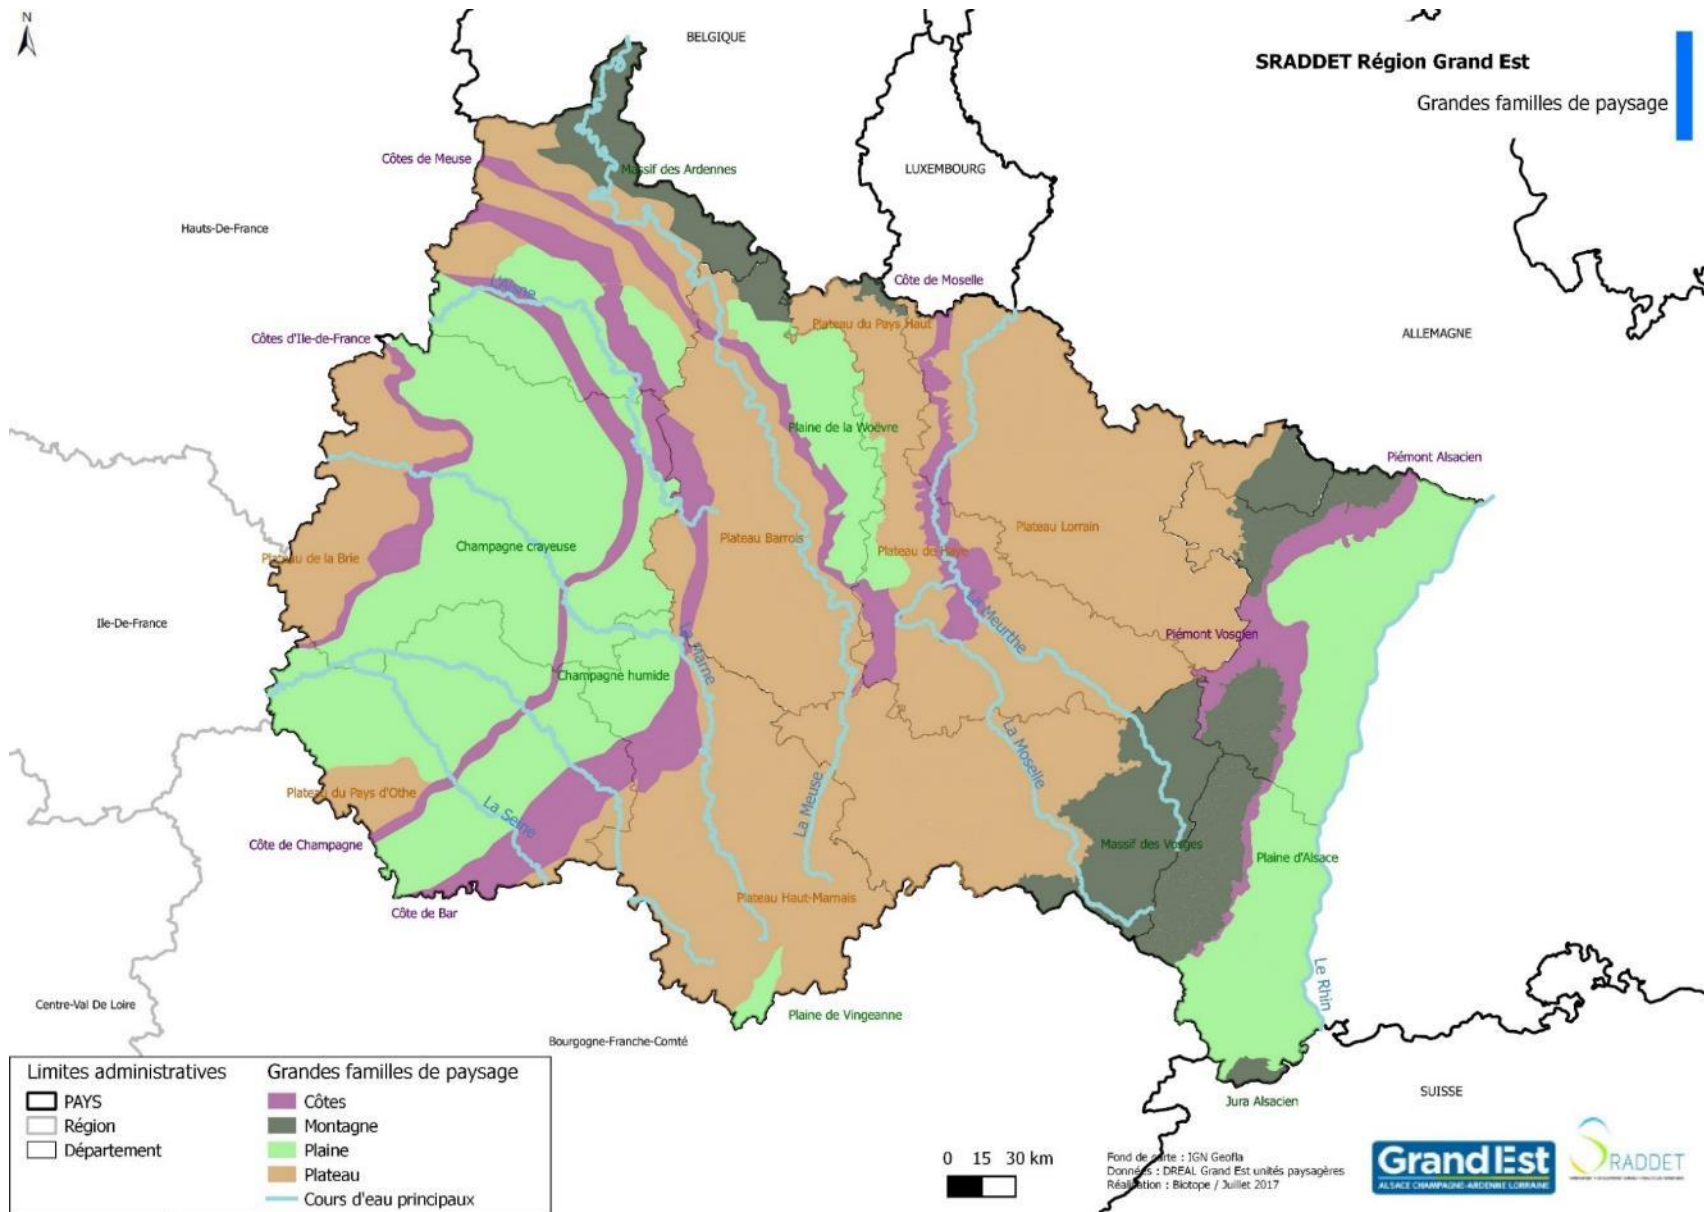 N
BELGIQUE
SRADDET Région Grand Est
Grandes familles de paysage
Côtes de Meuse
Massif des Ardennes
LUXEMBOURG
Hauts-De-France
Côte de Moselle
L'Aisne
Plateau du Pays Haut
Côtes d'Ile-de-France
ALLEMAGNE
Plaine de la Woëvre
Piémont Alsacien
Plateau Lorrain
Plateau Barrois
Champagne crayeuse
Plateau de Haye
Plateau de la Brie
La Meurthe
Ile-De-France
Piémont Vosgien
La Marne
Champagne humide
La Moselle
Plateau du Pays d'Othe
La Meuse
La Seine
Côte de Champagne
Massif des Vosges
Plaine d'Alsace
Plateau Haut-Marnais
Côte de Bar
Le Rhin
Centre-Val De Loire
Plaine de Vingeanne
Bourgogne-Franche-Comté
SUISSE
Jura Alsacien
Limites administratives
PAYS
Région
Département
Grandes familles de paysage
Côtes
Montagne
Plaine
Plateau
Cours d'eau principaux
0 15 30 km
Fond de carte : IGN Geofla
Données : DREAL Grand Est unités paysagères
Réalisation : Biotope / Juillet 2017
Grand Est
ALSACE CHAMPAGNE-ARDENNE LORRAINE
SRADDET